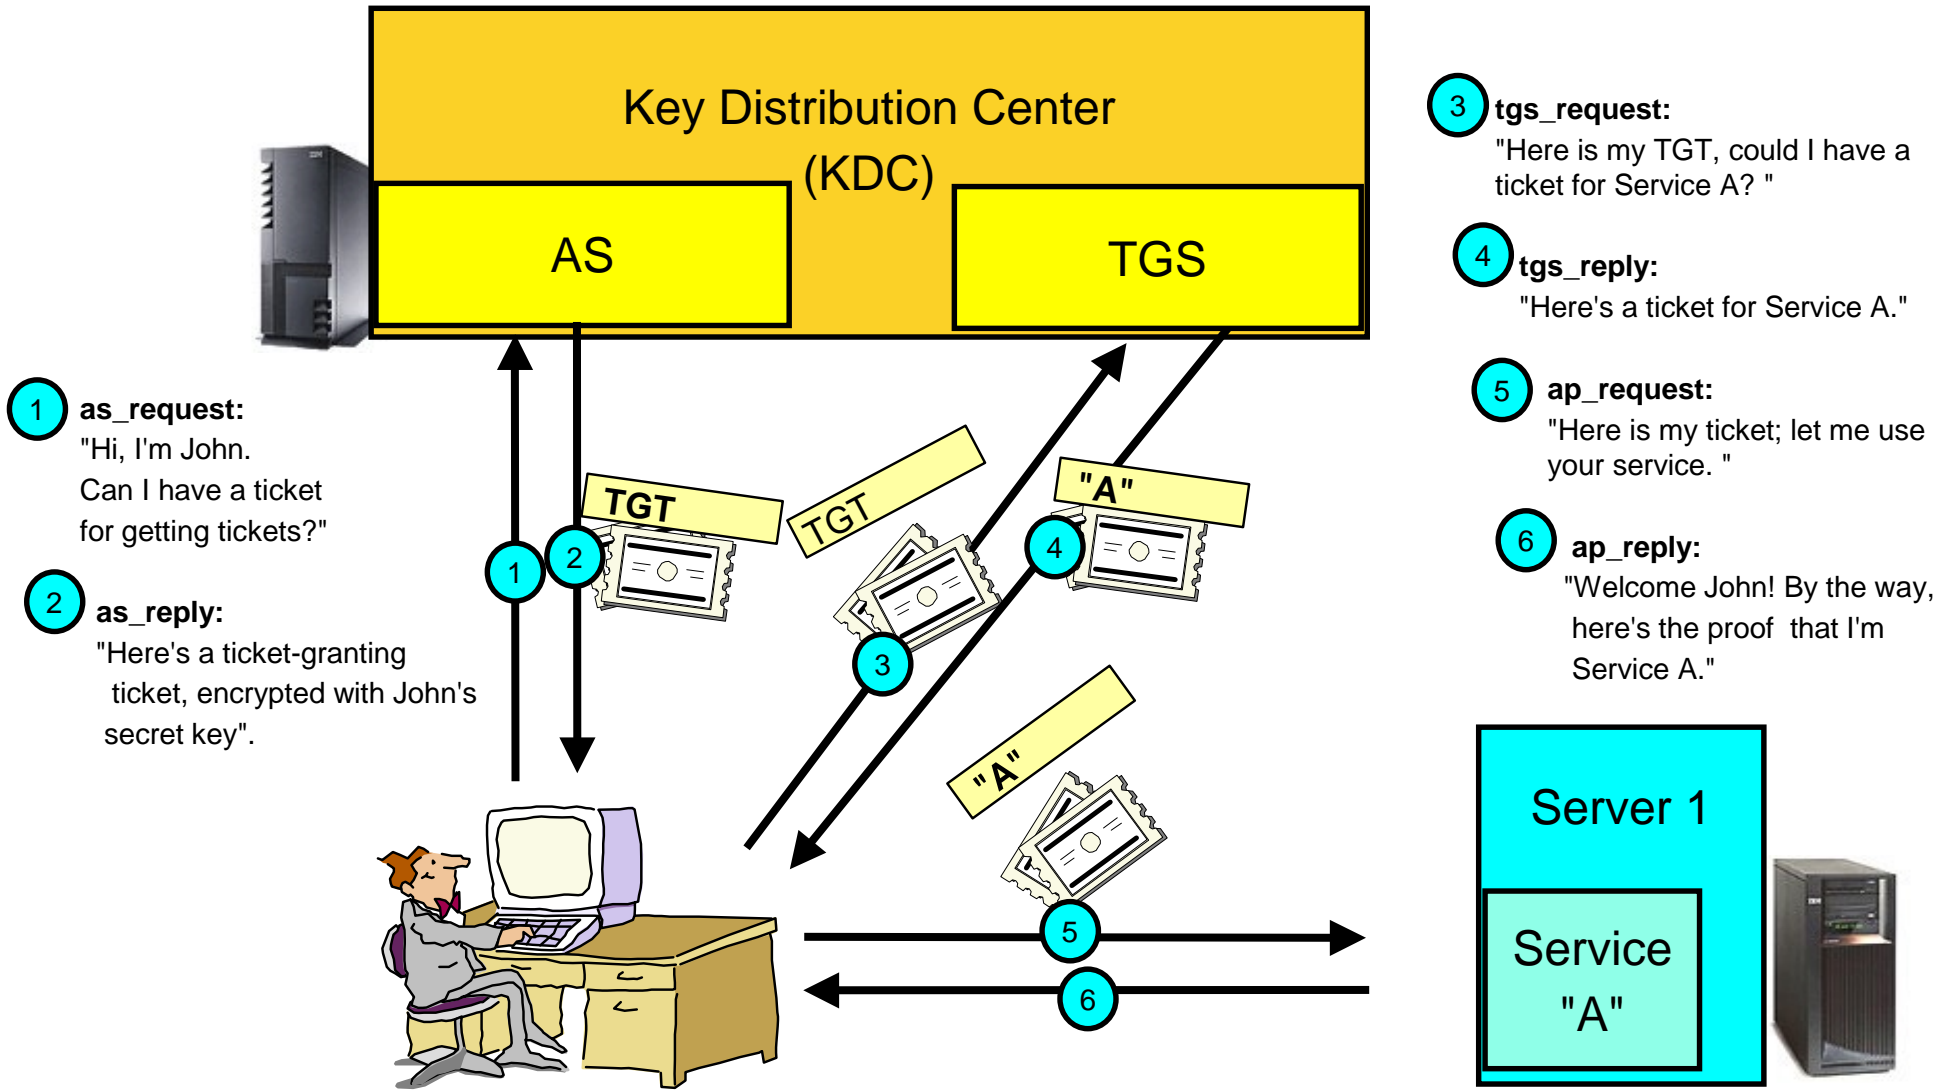 Key Distribution Center
(KDC)
AS
TGS
1
as_request:
"Hi, I'm John.
Can I have a ticket
for getting tickets?"
2
as_reply:
"Here's a ticket-granting
ticket, encrypted with John's
secret key".
3
tgs_request:
"Here is my TGT, could I have a
ticket for Service A? "
4
tgs_reply:
"Here's a ticket for Service A."
5
ap_request:
"Here is my ticket; let me use
your service. "
6
ap_reply:
"Welcome John! By the way,
here's the proof that I'm
Service A."
1
2
TGT
TGT
3
"A"
4
"A"
5
6
Server 1
Service
"A"
IBM
IBM